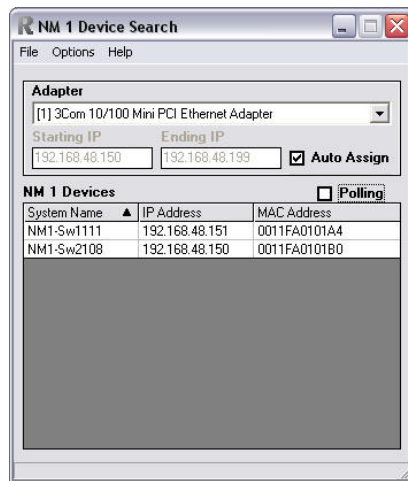 NM 1 Device Search
File Options Help
Adapter
[1] 3Com 10/100 Mini PCI Ethernet Adapter
Starting IP Ending IP
192.168.48.150 192.168.48.199 Auto Assign
NM 1 Devices Polling
System Name IP Address MAC Address
NM1-Sw1111 192.168.48.151 0011FA0101A4
NM1-Sw2108 192.168.48.150 0011FA0101B0